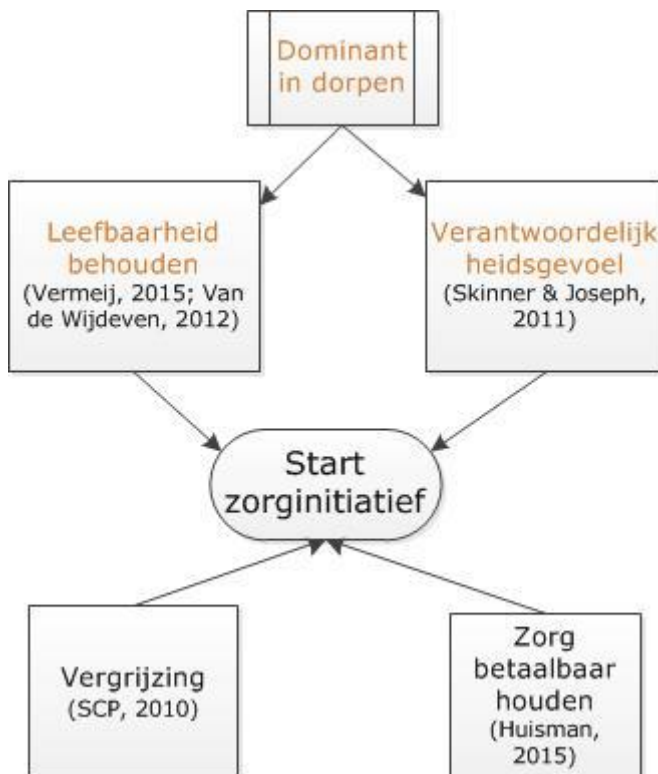 Dominant
in dorpen
Leefbaarheid
behouden
(Vermeij, 2015; Van
de Wijdeven, 2012)
Verantwoordelijk
heidsgevoel
(Skinner & Joseph,
2011)
Start
zorginitiatief
Vergrijzing
(SCP, 2010)
Zorg
betaalbaar
houden
(Huisman,
2015)